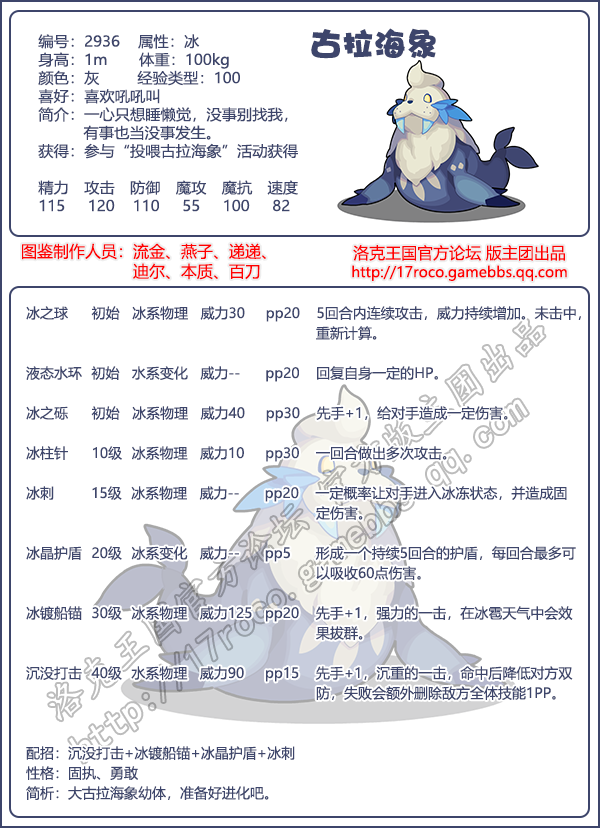 古拉海象
编号：2936 属性：冰
身高：1m 体重：100kg
颜色：灰 经验类型：100
喜好：喜欢吼吼叫
简介：一心只想睡懒觉，没事别找我，
有事也当没事发生。
获得：参与“投喂古拉海象”活动获得
精力 攻击 防御 魔攻 魔抗 速度
115 120 110 55 100 82
图鉴制作人员：流金、燕子、递递、
迪尔、本质、百刀
洛克王国官方论坛 版主团出品
http://17roco.gamebbs.qq.com
冰之球 初始 冰系物理 威力30 pp20 5回合内连续攻击，威力持续增加。未击中，
重新计算。
液态水环 初始 水系变化 威力-- pp20 回复自身一定的HP。
冰之砾 初始 冰系物理 威力40 pp30 先手+1，给对手造成一定伤害。
冰柱针 10级 冰系物理 威力10 pp30 一回合做出多次攻击。
冰刺 15级 冰系物理 威力-- pp20 一定概率让对手进入冰冻状态，并造成固
定伤害。
冰晶护盾 20级 冰系变化 威力-- pp5 形成一个持续5回合的护盾，每回合最多可
以吸收60点伤害。
冰镀船锚 30级 冰系物理 威力125 pp20 先手+1，强力的一击，在冰雹天气中会效
果拔群。
沉没打击 40级 水系物理 威力90 pp15 先手+1，沉重的一击，命中后降低对方双
防，失败会额外删除敌方全体技能1PP。
配招：沉没打击+冰镀船锚+冰晶护盾+冰刺
性格：固执、勇敢
简析：大古拉海象幼体，准备好进化吧。
洛克王国官方论坛 官方版主团出品
http://17roco.gamebbs.qq.com